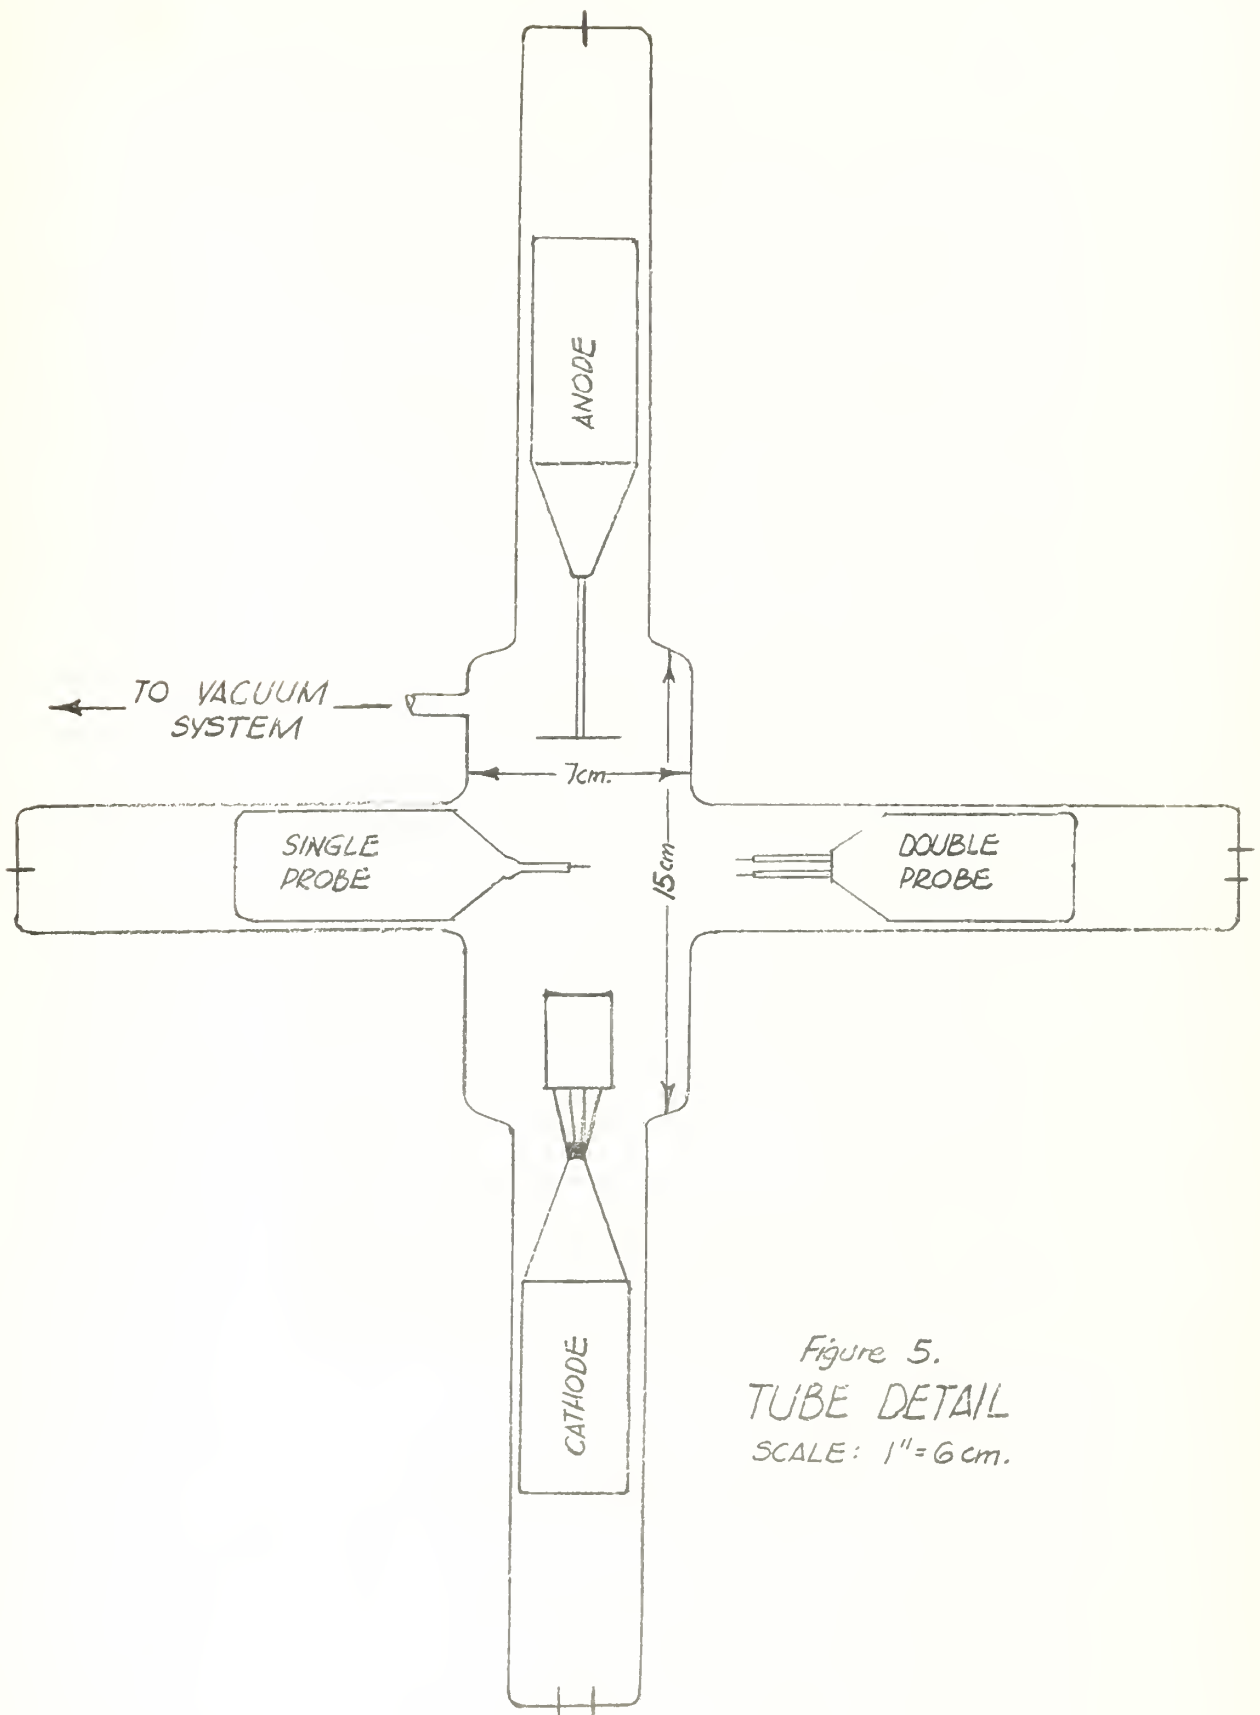 ANODE
TO VACUUM
SYSTEM
7cm.
SINGLE
PROBE
15cm
DOUBLE
PROBE
CATHODE
Figure 5.
TUBE DETAIL
SCALE: 1"=6cm.